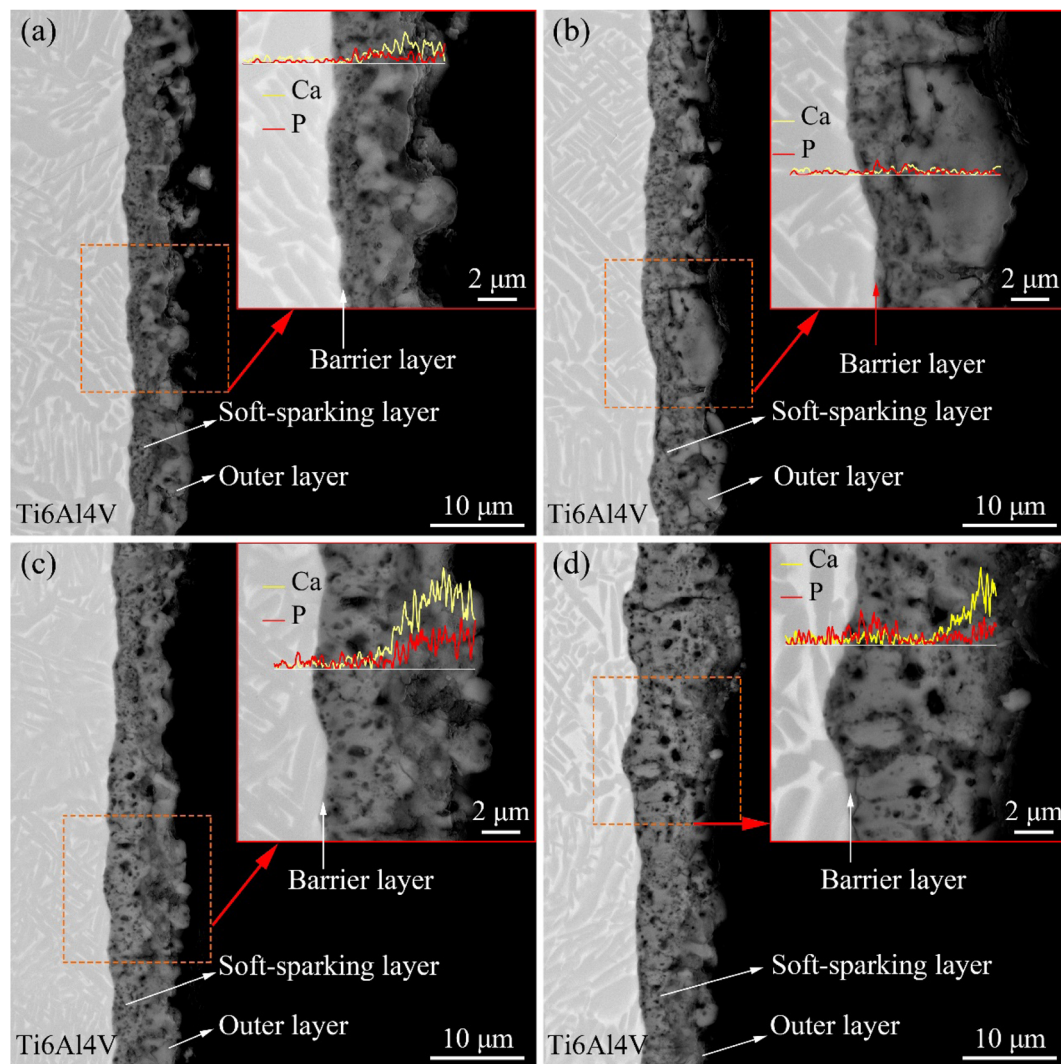 (a)
Ca
P
2 μm
Barrier layer
Soft-sparking layer
Outer layer
Ti6Al4V
10 μm
(b)
Ca
P
2 μm
Barrier layer
Soft-sparking layer
Outer layer
Ti6Al4V
10 μm
(c)
Ca
P
2 μm
Barrier layer
Soft-sparking layer
Outer layer
Ti6Al4V
10 μm
(d)
Ca
P
2 μm
Barrier layer
Soft-sparking layer
Outer layer
Ti6Al4V
10 μm